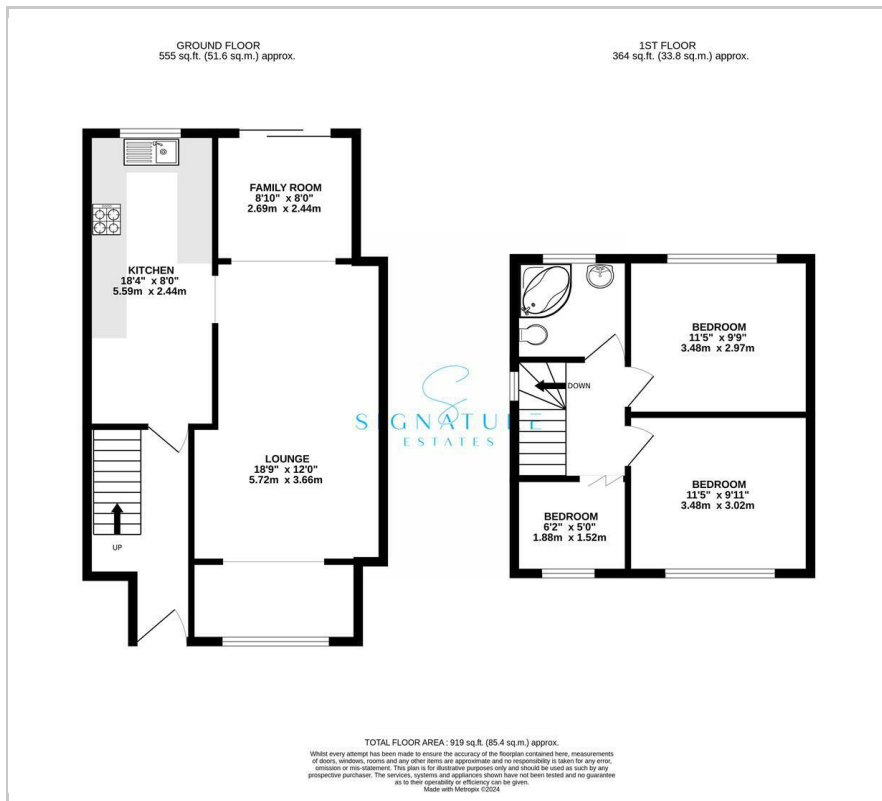 GROUND FLOOR
555 sq.ft. (51.6 sq.m.) approx.
1ST FLOOR
364 sq.ft. (33.8 sq.m.) approx.
FAMILY ROOM
8'10" x 8'0"
2.69m x 2.44m
KITCHEN
18'4" x 8'0"
5.59m x 2.44m
LOUNGE
18'9" x 12'0"
5.72m x 3.66m
UP
BEDROOM
11'5" x 9'9"
3.48m x 2.97m
DOWN
BEDROOM
11'5" x 9'11"
3.48m x 3.02m
BEDROOM
6'2" x 5'0"
1.88m x 1.52m
S
SIGNATURE
ESTATES
TOTAL FLOOR AREA : 919 sq.ft. (85.4 sq.m.) approx.
Whilst every attempt has been made to ensure the accuracy of the floorplan contained here, measurements
of doors, windows, rooms and any other items are approximate and no responsibility is taken for any error,
omission or mis-statement. This plan is for illustrative purposes only and should be used as such by any
prospective purchaser. The services, systems and appliances shown have not been tested and no guarantee
as to their operability or efficiency can be given.
Made with Metropix ©2024